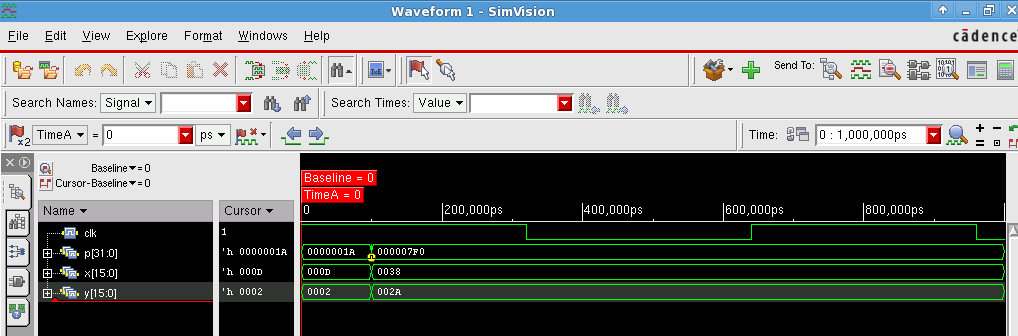 Waveform 1 - SimVision
File Edit View Explore Format Windows Help
cādence
Send To:
Search Names: Signal Search Times: Value
x2 TimeA = 0 ps Time: 0 : 1,000,000ps
Baseline = 0
Cursor-Baseline = 0
Baseline = 0
TimeA = 0
Name Cursor 0 200,000ps 400,000ps 600,000ps 800,000ps
clk 1
p[31:0] 'h 0000001A 0000001A 000007F0
x[15:0] 'h 000D 000D 0038
y[15:0] 'h 0002 0002 002A